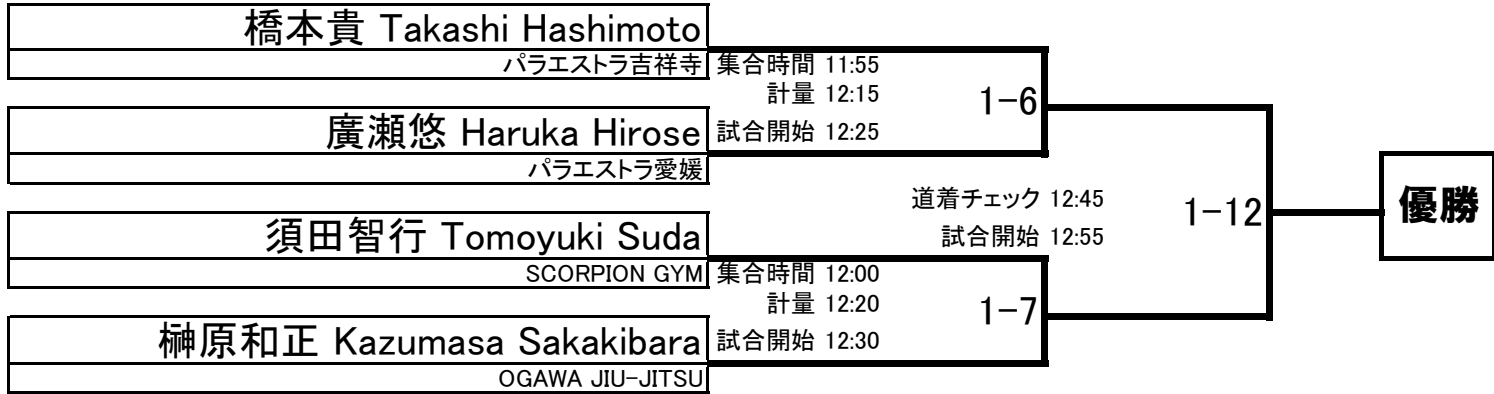 橋本貴 Takashi Hashimoto
パラエストラ吉祥寺
集合時間 11:55
計量 12:15
1-6
廣瀬悠 Haruka Hirose
試合開始 12:25
パラエストラ愛媛
道着チェック 12:45
1-12
優勝
須田智行 Tomoyuki Suda
試合開始 12:55
SCORPION GYM
集合時間 12:00
計量 12:20
1-7
榊原和正 Kazumasa Sakakibara
試合開始 12:30
OGAWA JIU-JITSU